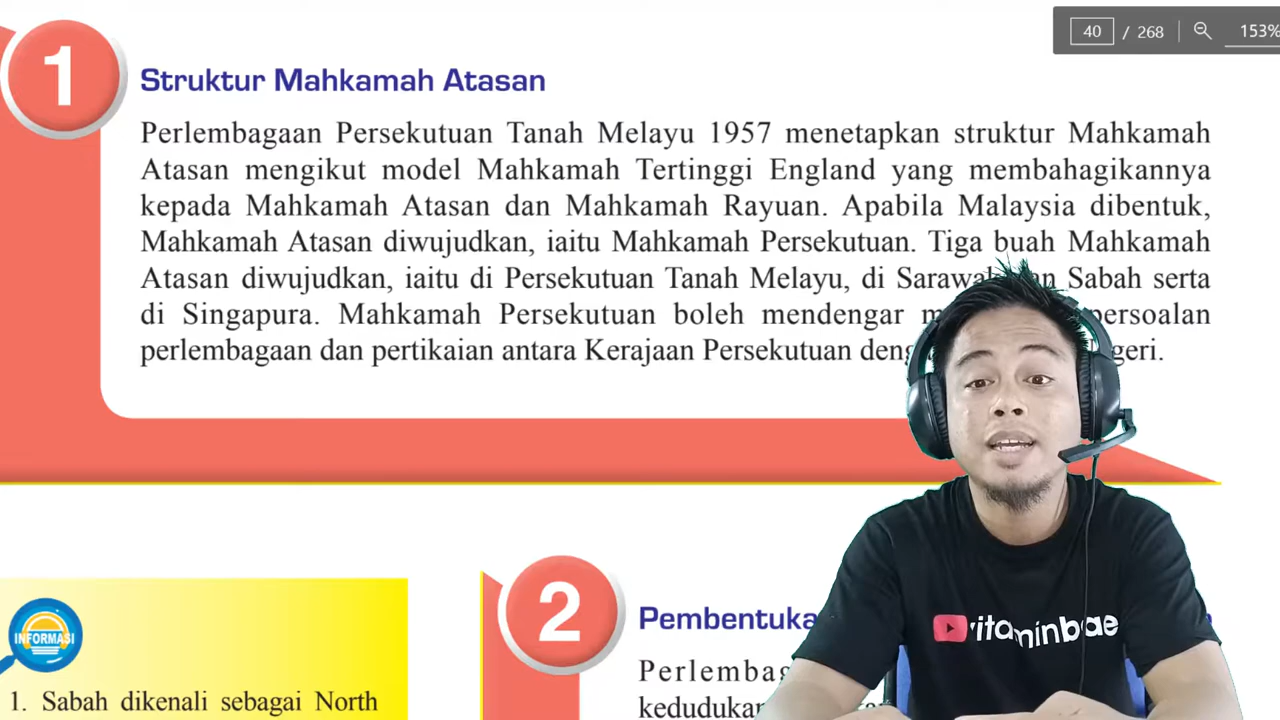 40 / 268
153%
1
Struktur Mahkamah Atasan
Perlembagaan Persekutuan Tanah Melayu 1957 menetapkan struktur Mahkamah
Atasan mengikut model Mahkamah Tertinggi England yang membahagikannya
kepada Mahkamah Atasan dan Mahkamah Rayuan. Apabila Malaysia dibentuk,
Mahkamah Atasan diwujudkan, iaitu Mahkamah Persekutuan. Tiga buah Mahkamah
Atasan diwujudkan, iaitu di Persekutuan Tanah Melayu, di Sarawak Sabah serta
di Singapura. Mahkamah Persekutuan boleh mendengar persoalan
perlembagaan dan pertikaian antara Kerajaan Persekutuan
2
INFORMASI
Pembentuka
Perlembag
kedudukan
1. Sabah dikenali sebagai North
vitaminbae